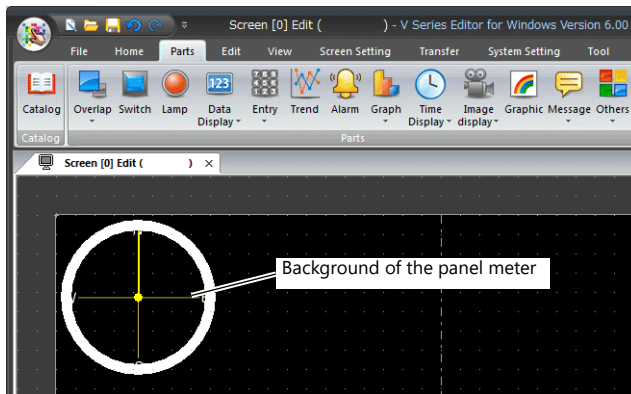 Screen [0] Edit ( ) - V Series Editor for Windows Version 6.00
File Home Parts Edit View Screen Setting Transfer System Setting Tool
123
Catalog Overlap Switch Lamp Data Display Entry Trend Alarm Graph Time Display Image display Graphic Message Others
Catalog Parts
Screen [0] Edit ( ) ×
Background of the panel meter